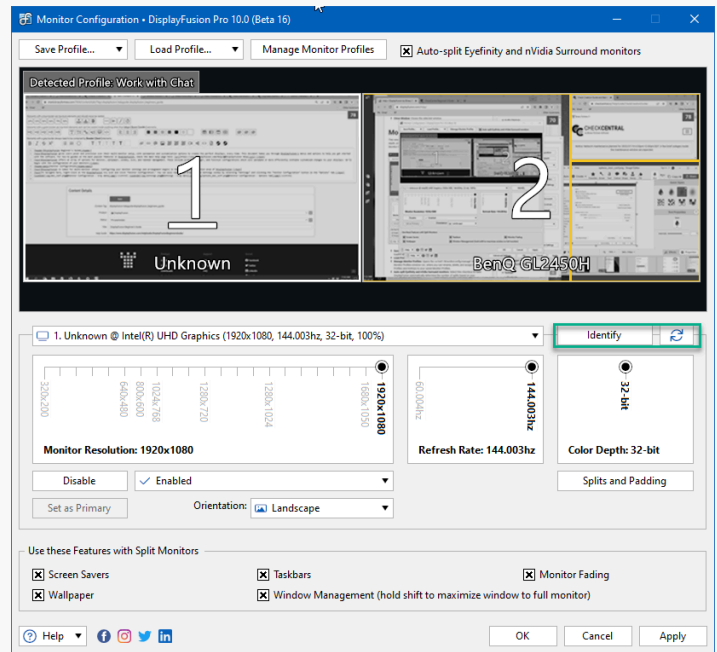 Monitor Configuration • DisplayFusion Pro 10.0 (Beta 16)
Save Profile... Load Profile... Manage Monitor Profiles Auto-split Eyefinity and nVidia Surround monitors
Detected Profile: Work with Chat
78
78
78
CHECKCENTRAL
1
2
Unknown
BenQ GL2450H
1. Unknown @ Intel(R) UHD Graphics (1920x1080, 144.003hz, 32-bit, 100%) Identify
320x200
640x480
800x600
1024x768
1280x720
1280x1024
1680x1050
1920x1080
60.004hz
144.003hz
32-bit
Monitor Resolution: 1920x1080 Refresh Rate: 144.003hz Color Depth: 32-bit
Disable Enabled Splits and Padding
Set as Primary Orientation: Landscape
Use these Features with Split Monitors
Screen Savers Taskbars Monitor Fading
Wallpaper Window Management (hold shift to maximize window to full monitor)
Help OK Cancel Apply